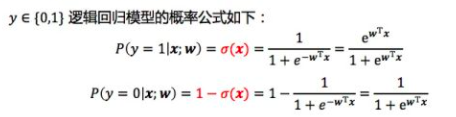 y ∈ {0,1} 逻辑回归模型的概率公式如下：
P(y = 1|x; w) = σ(x) = 1 / (1 + e^{-w^T x}) = e^{w^T x} / (1 + e^{w^T x})
P(y = 0|x; w) = 1 − σ(x) = 1 − 1 / (1 + e^{-w^T x}) = 1 / (1 + e^{w^T x})